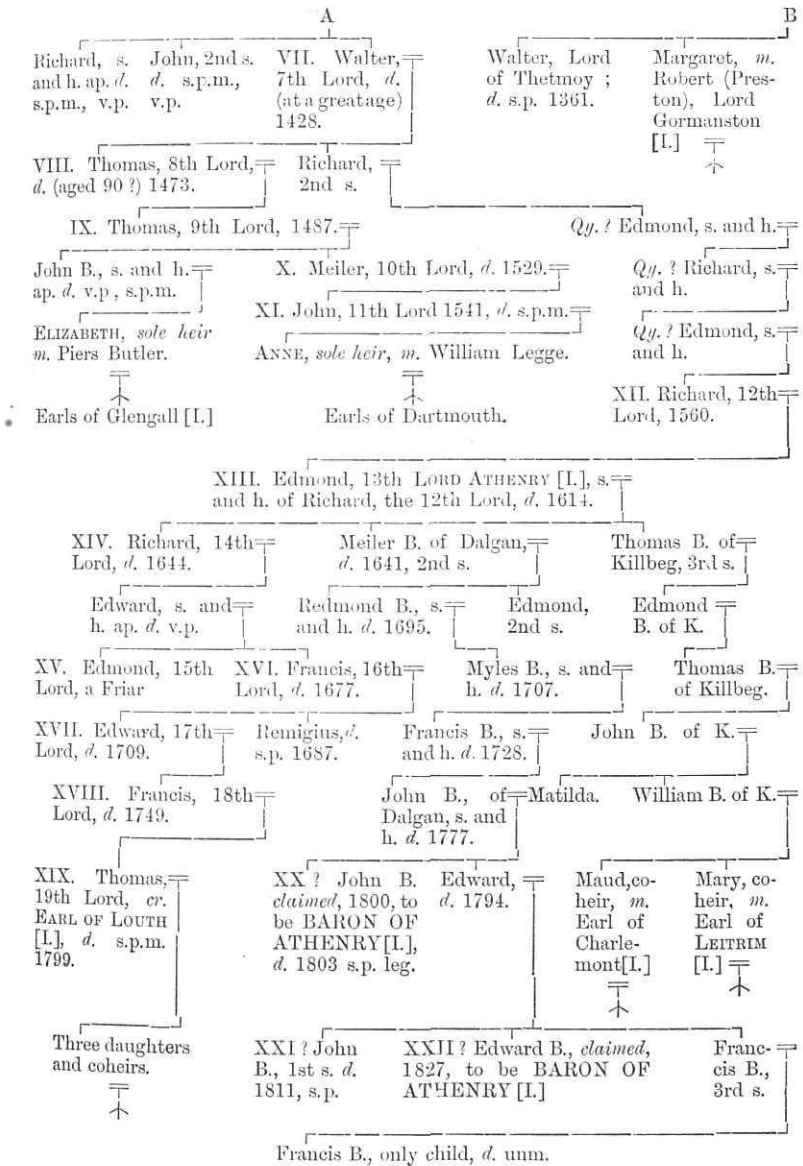 A B
Richard, s.
and h. ap. d.
s.p.m., v.p.
John, 2nd s.
d. s.p.m.,
v.p.
VII. Walter,
7th Lord, d.
(at a great age)
1428.
Walter, Lord
of Thetmoy ;
d. s.p. 1361.
Margaret, m.
Robert (Pres-
ton), Lord
Gormanston
[I.]
VIII. Thomas, 8th Lord,
d. (aged 90 ?) 1473.
Richard,
2nd s.
IX. Thomas, 9th Lord, 1487.
Qy. ? Edmond, s. and h.
John B., s. and h.
ap. d. v.p , s.p.m.
X. Meiler, 10th Lord, d. 1529.
Qy. ? Richard, s.
and h.
ELIZABETH, sole heir
m. Piers Butler.
XI. John, 11th Lord 1541, d. s.p.m.
ANNE, sole heir, m. William Legge.
Qy. ? Edmond, s.
and h.
Earls of Glengall [I.]
Earls of Dartmouth.
XII. Richard, 12th
Lord, 1560.
XIII. Edmond, 13th LORD ATHENRY [I.], s.
and h. of Richard, the 12th Lord, d. 1614.
XIV. Richard, 14th
Lord, d. 1644.
Meiler B. of Dalgan,
d. 1641, 2nd s.
Thomas B. of
Killbeg, 3rd s.
Edward, s. and
h. ap. d. v.p.
Redmond B., s.
and h. d. 1695.
Edmond,
2nd s.
Edmond
B. of K.
XV. Edmond, 15th
Lord, a Friar
XVI. Francis, 16th
Lord, d. 1677.
Myles B., s. and
h. d. 1707.
Thomas B.
of Killbeg.
XVII. Edward, 17th
Lord, d. 1709.
Remigius, d.
s.p. 1687.
Francis B., s.
and h. d. 1728.
John B. of K.
XVIII. Francis, 18th
Lord, d. 1749.
John B., of
Dalgan, s. and
h. d. 1777.
Matilda.
William B. of K.
XIX. Thomas,
19th Lord, cr.
EARL OF LOUTH
[I.], d. s.p.m.
1799.
XX ? John B.
claimed, 1800, to
be BARON OF
ATHENRY [I.],
d. 1803 s.p. leg.
Edward,
d. 1794.
Maud, co-
heir, m.
Earl of
Charle-
mont [I.]
Mary, co-
heir, m.
Earl of
LEITRIM
[I.]
Three daughters
and coheirs.
XXI ? John
B., 1st s. d.
1811, s.p.
XXII ? Edward B., claimed,
1827, to be BARON OF
ATHENRY [I.]
Franc-
cis B.,
3rd s.
Francis B., only child, d. unm.